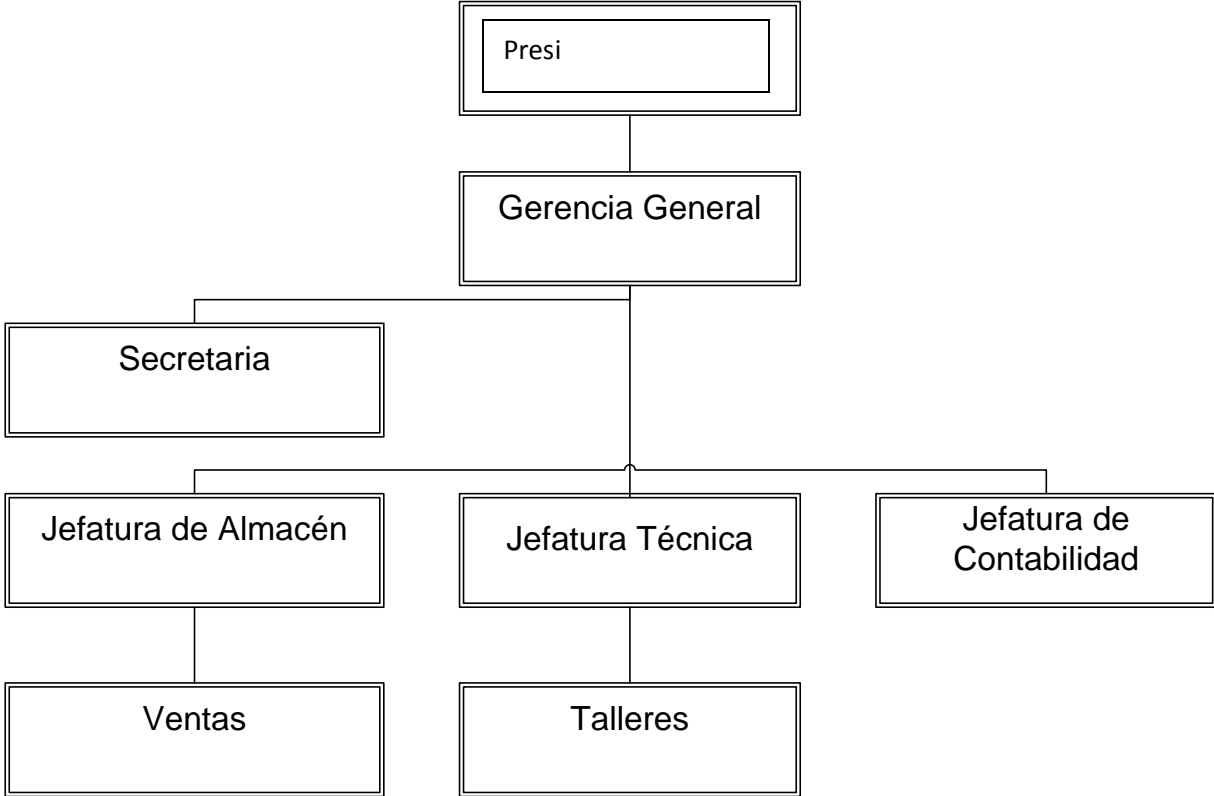 Presi
Gerencia General
Secretaria
Jefatura de Almacén
Jefatura Técnica
Jefatura de
Contabilidad
Ventas
Talleres